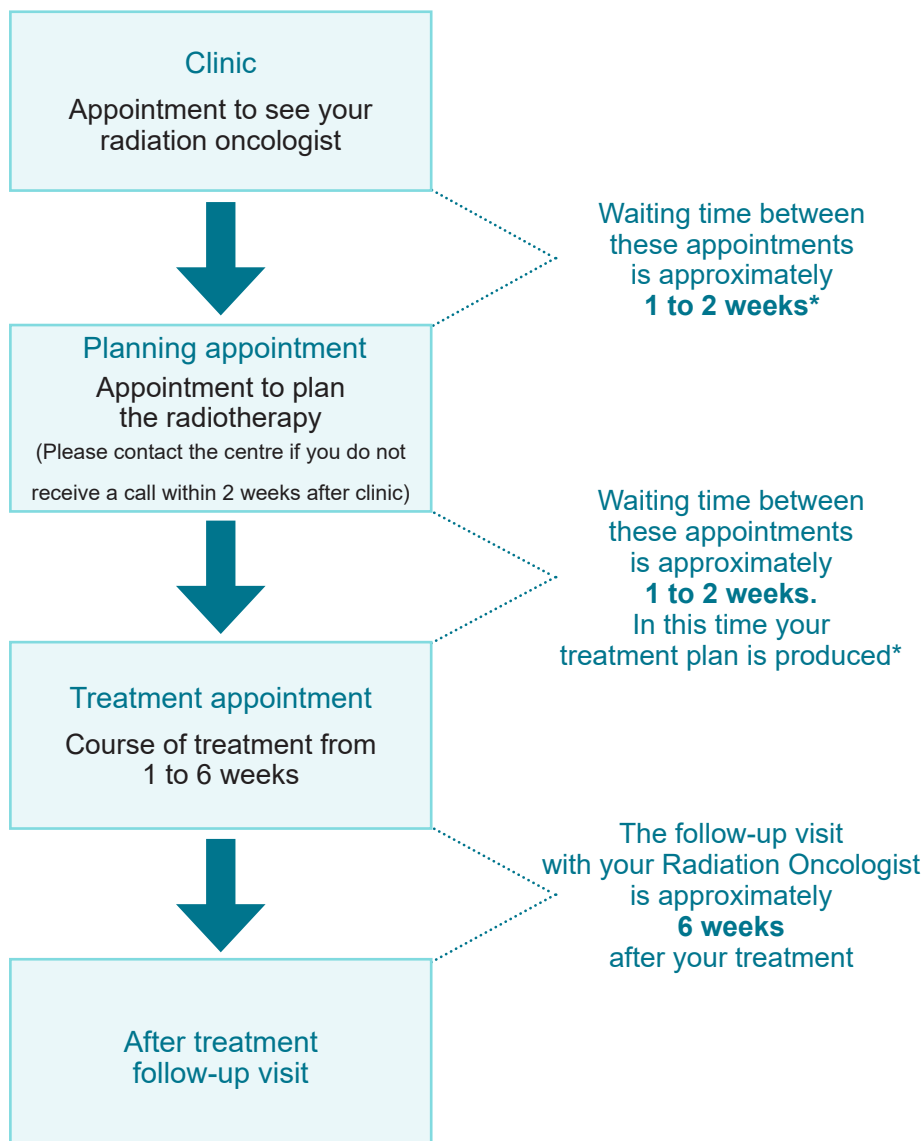 Clinic
Appointment to see your
radiation oncologist
Waiting time between
these appointments
is approximately
1 to 2 weeks*
Planning appointment
Appointment to plan
the radiotherapy
(Please contact the centre if you do not
receive a call within 2 weeks after clinic)
Waiting time between
these appointments
is approximately
1 to 2 weeks.
In this time your
treatment plan is produced*
Treatment appointment
Course of treatment from
1 to 6 weeks
The follow-up visit
with your Radiation Oncologist
is approximately
6 weeks
after your treatment
After treatment
follow-up visit